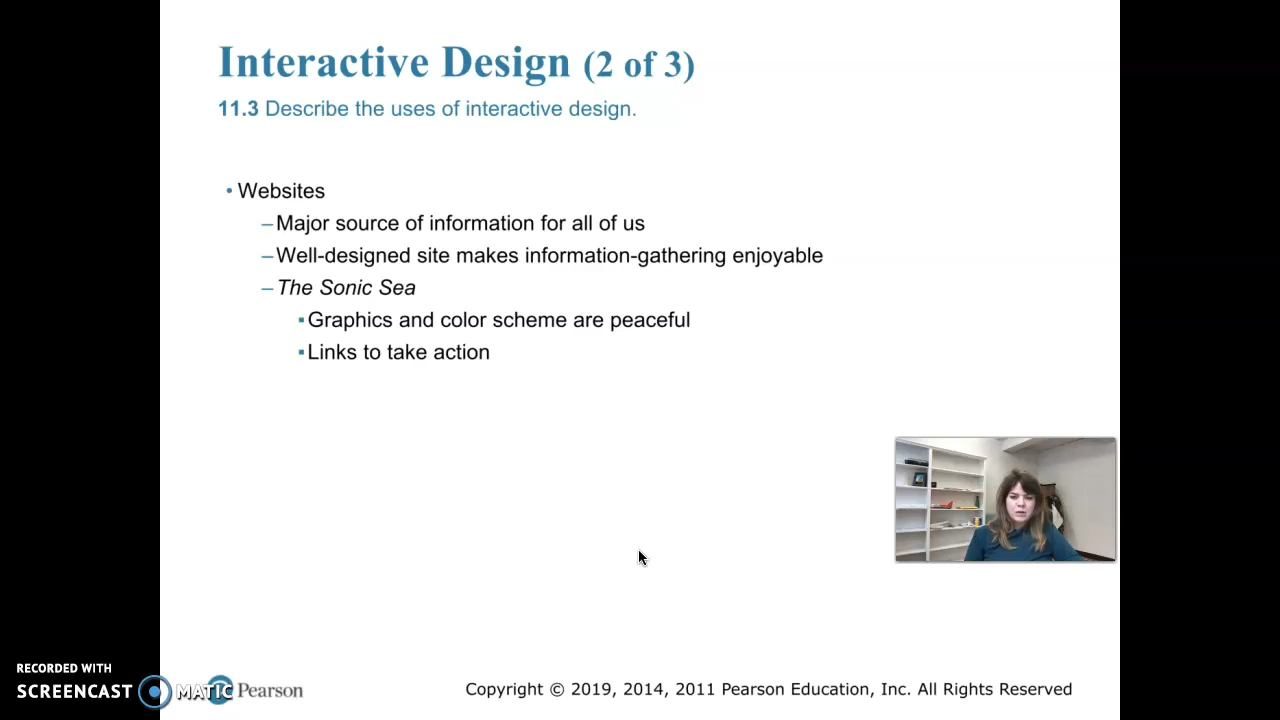 Interactive Design (2 of 3)
11.3 Describe the uses of interactive design.
• Websites
– Major source of information for all of us
– Well-designed site makes information-gathering enjoyable
– The Sonic Sea
▪ Graphics and color scheme are peaceful
▪ Links to take action
RECORDED WITH
SCREENCAST MATIC
Pearson
Copyright © 2019, 2014, 2011 Pearson Education, Inc. All Rights Reserved